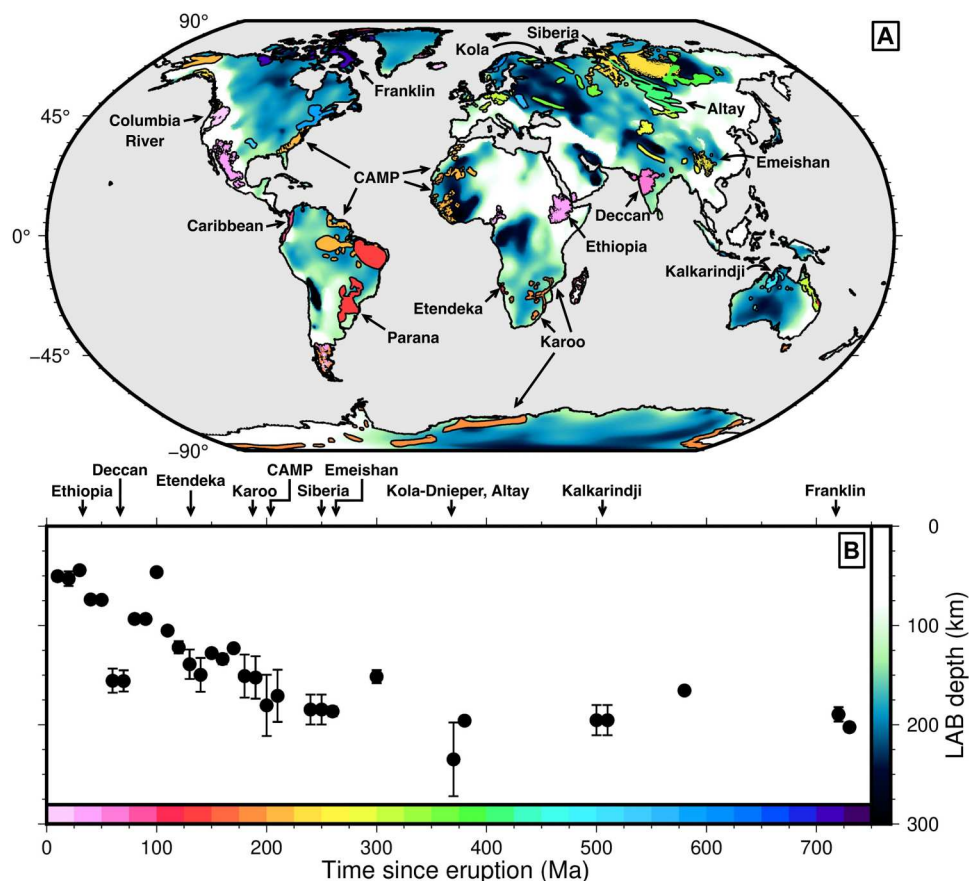 90°
A
Siberia
Kola
Franklin
45°
Altay
Columbia
River
Emeishan
CAMP
Caribbean
Deccan
0°
Ethiopia
Kalkarindji
Etendeka
Parana
Karoo
−45°
−90°
Deccan
Ethiopia
Etendeka
CAMP
Karoo
Emeishan
Siberia
Kola-Dnieper, Altay
Kalkarindji
Franklin
B
0
100
200
300
LAB depth (km)
0 100 200 300 400 500 600 700
Time since eruption (Ma)